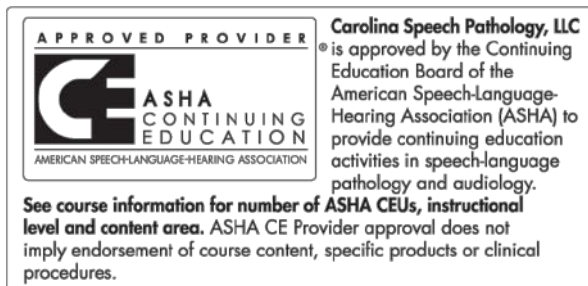 APPROVED PROVIDER
CE
ASHA
CONTINUING
EDUCATION
AMERICAN SPEECH-LANGUAGE-HEARING ASSOCIATION
®
Carolina Speech Pathology, LLC
is approved by the Continuing
Education Board of the
American Speech-Language-
Hearing Association (ASHA) to
provide continuing education
activities in speech-language
pathology and audiology.
See course information for number of ASHA CEUs, instructional
level and content area. ASHA CE Provider approval does not
imply endorsement of course content, specific products or clinical
procedures.